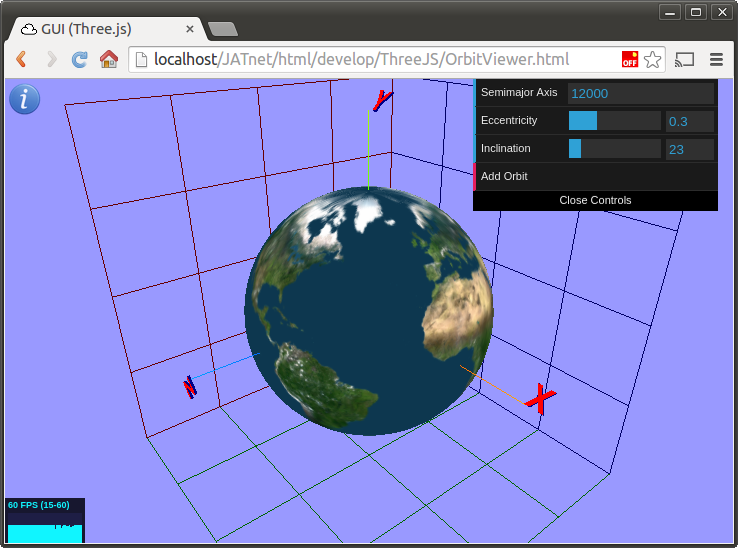 GUI (Three.js)
localhost/JATnet/html/develop/ThreeJS/OrbitViewer.html
OFF
i
Semimajor Axis 12000
Eccentricity 0.3
Inclination 23
Add Orbit
Close Controls
Y
Z
X
60 FPS (15-60)